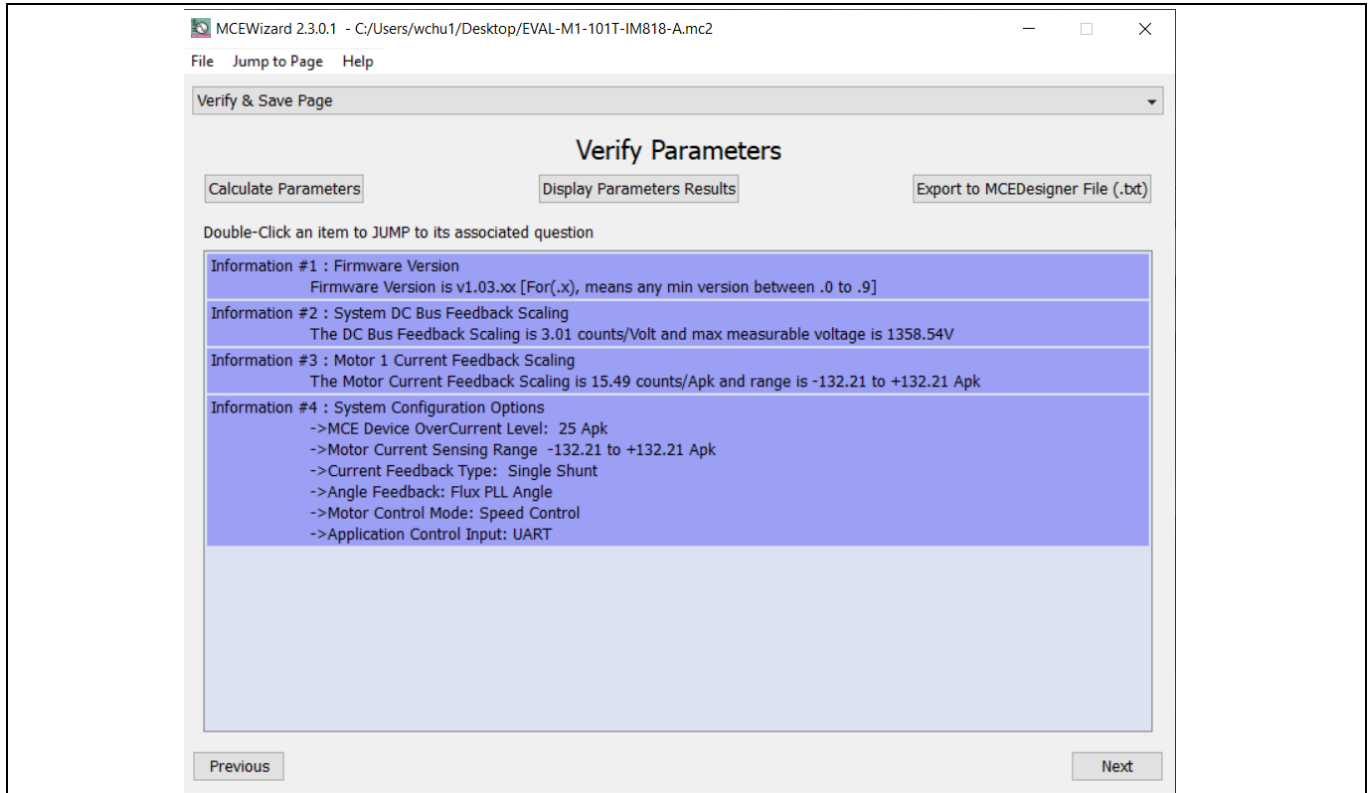 MCEWizard 2.3.0.1 - C:/Users/wchu1/Desktop/EVAL-M1-101T-IM818-A.mc2
File Jump to Page Help
Verify & Save Page
Verify Parameters
Calculate Parameters Display Parameters Results Export to MCEDesigner File (.txt)
Double-Click an item to JUMP to its associated question
Information #1 : Firmware Version
Firmware Version is v1.03.xx [For(.x), means any min version between .0 to .9]
Information #2 : System DC Bus Feedback Scaling
The DC Bus Feedback Scaling is 3.01 counts/Volt and max measurable voltage is 1358.54V
Information #3 : Motor 1 Current Feedback Scaling
The Motor Current Feedback Scaling is 15.49 counts/Apk and range is -132.21 to +132.21 Apk
Information #4 : System Configuration Options
->MCE Device OverCurrent Level: 25 Apk
->Motor Current Sensing Range -132.21 to +132.21 Apk
->Current Feedback Type: Single Shunt
->Angle Feedback: Flux PLL Angle
->Motor Control Mode: Speed Control
->Application Control Input: UART
Previous Next